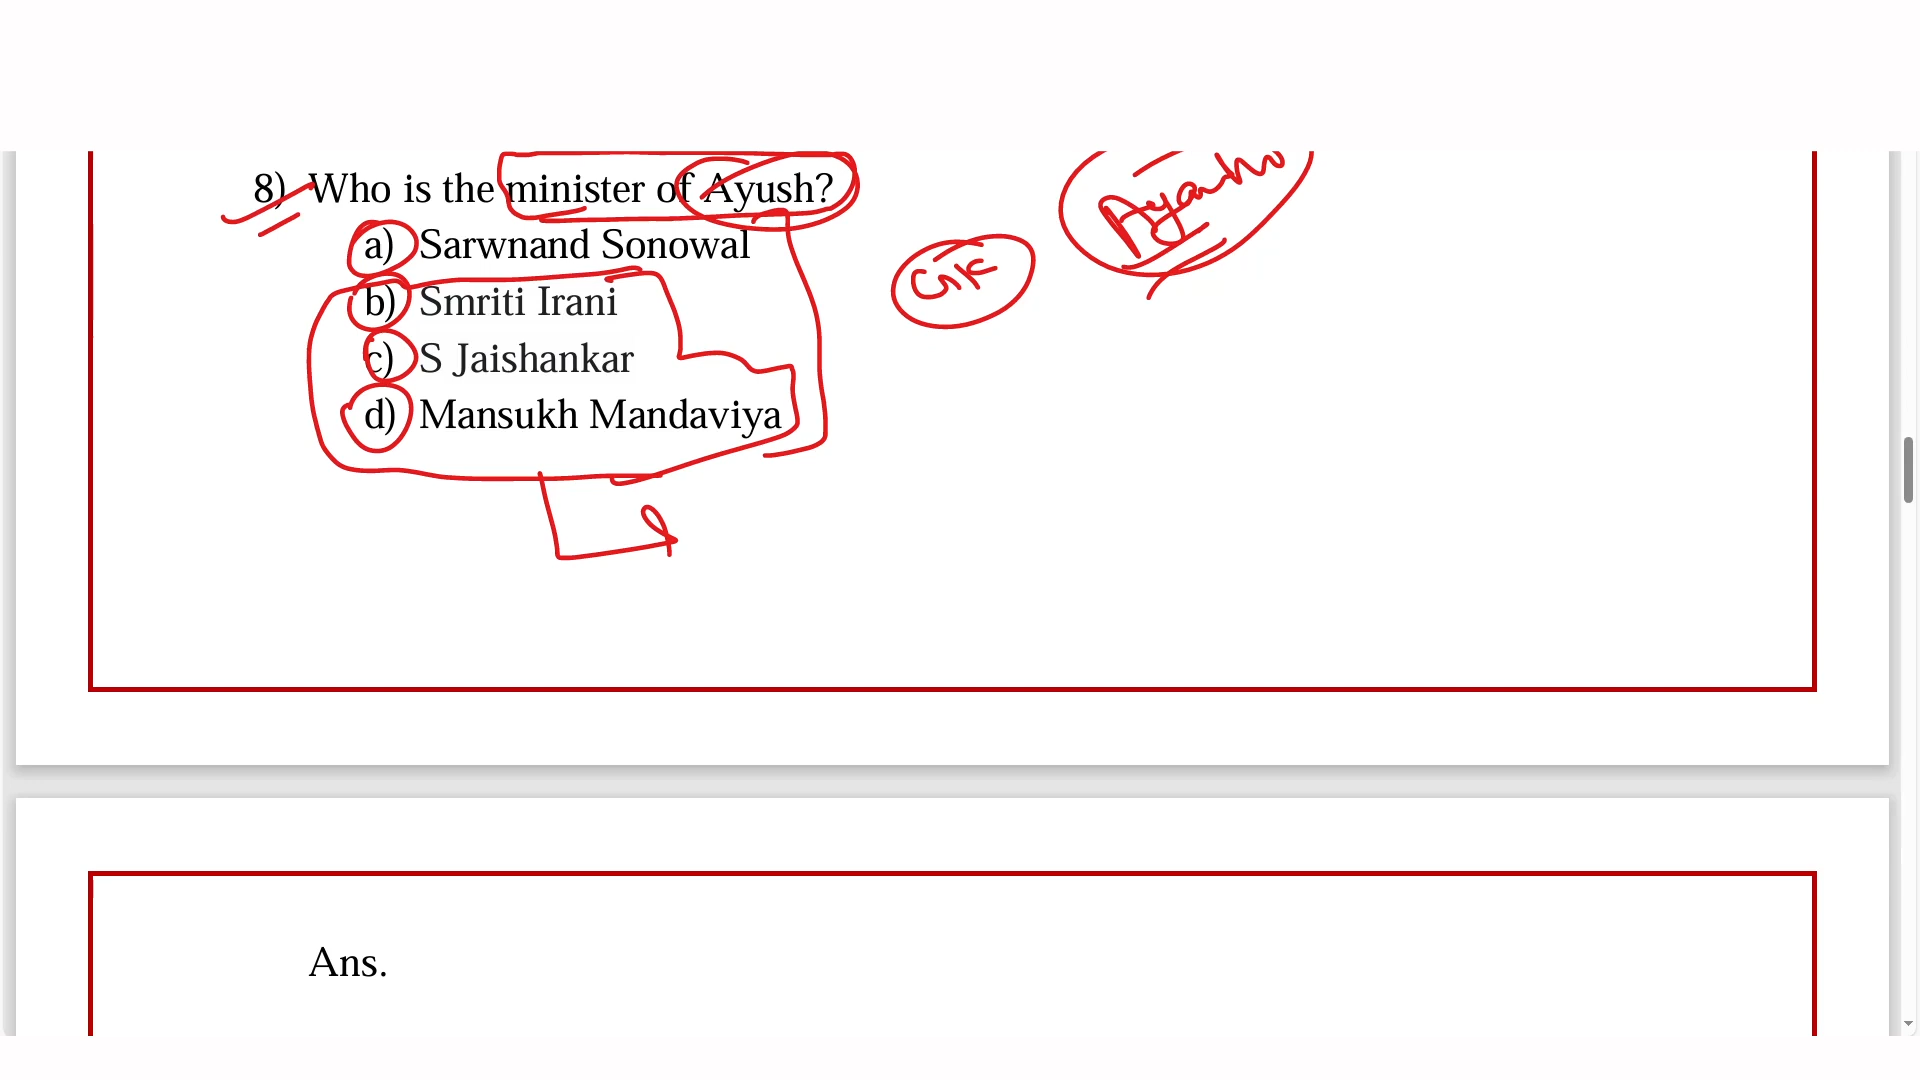 8) Who is the minister of Ayush?
a) Sarwnand Sonowal
b) Smriti Irani
c) S Jaishankar
d) Mansukh Mandaviya
GK
Ans.